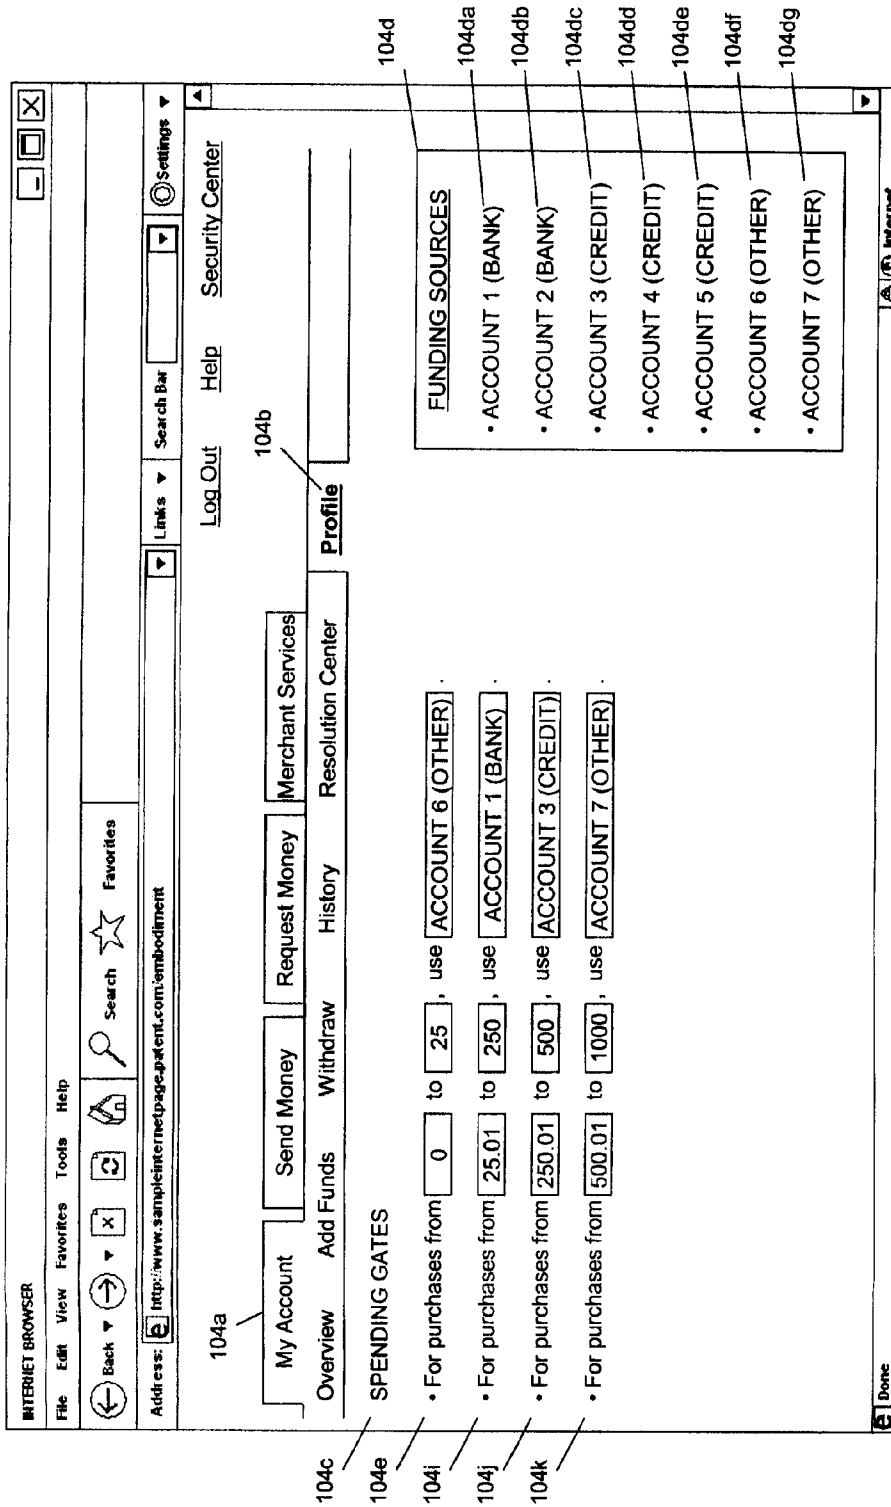 INTERNET BROWSER
File Edit View Favorites Tools Help
Back Search Favorites
Address: http://www.sampleinternetpage.patent.com/embodiment Links Search Bar Settings
Log Out Help Security Center
104a
104b
My Account Send Money Request Money Merchant Services
Overview Add Funds Withdraw History Resolution Center Profile
104c
SPENDING GATES
104e
• For purchases from 0 to 25 , use ACCOUNT 6 (OTHER) .
104i
• For purchases from 25.01 to 250 , use ACCOUNT 1 (BANK) .
104j
• For purchases from 250.01 to 500 , use ACCOUNT 3 (CREDIT) .
104k
• For purchases from 500.01 to 1000 , use ACCOUNT 7 (OTHER) .
104d
FUNDING SOURCES
• ACCOUNT 1 (BANK) 104da
• ACCOUNT 2 (BANK) 104db
• ACCOUNT 3 (CREDIT) 104dc
• ACCOUNT 4 (CREDIT) 104dd
• ACCOUNT 5 (CREDIT) 104de
• ACCOUNT 6 (OTHER) 104df
• ACCOUNT 7 (OTHER) 104dg
Done Internet